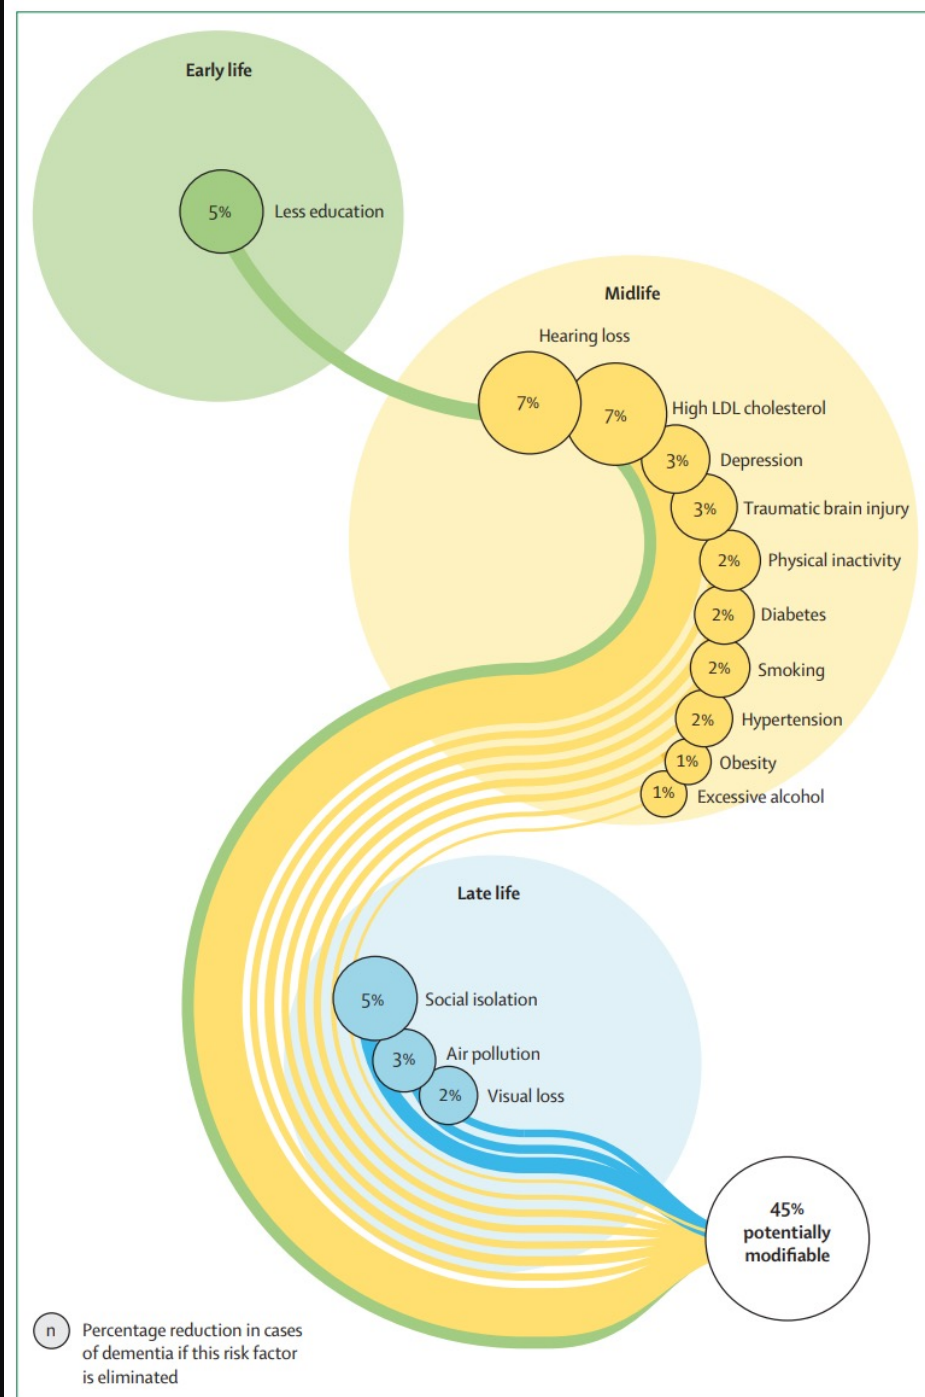 Early life
5%
Less education
Midlife
Hearing loss
7%
7%
High LDL cholesterol
3%
Depression
3%
Traumatic brain injury
2%
Physical inactivity
2%
Diabetes
2%
Smoking
2%
Hypertension
1%
Obesity
1%
Excessive alcohol
Late life
5%
Social isolation
3%
Air pollution
2%
Visual loss
45%
potentially
modifiable
n
Percentage reduction in cases
of dementia if this risk factor
is eliminated